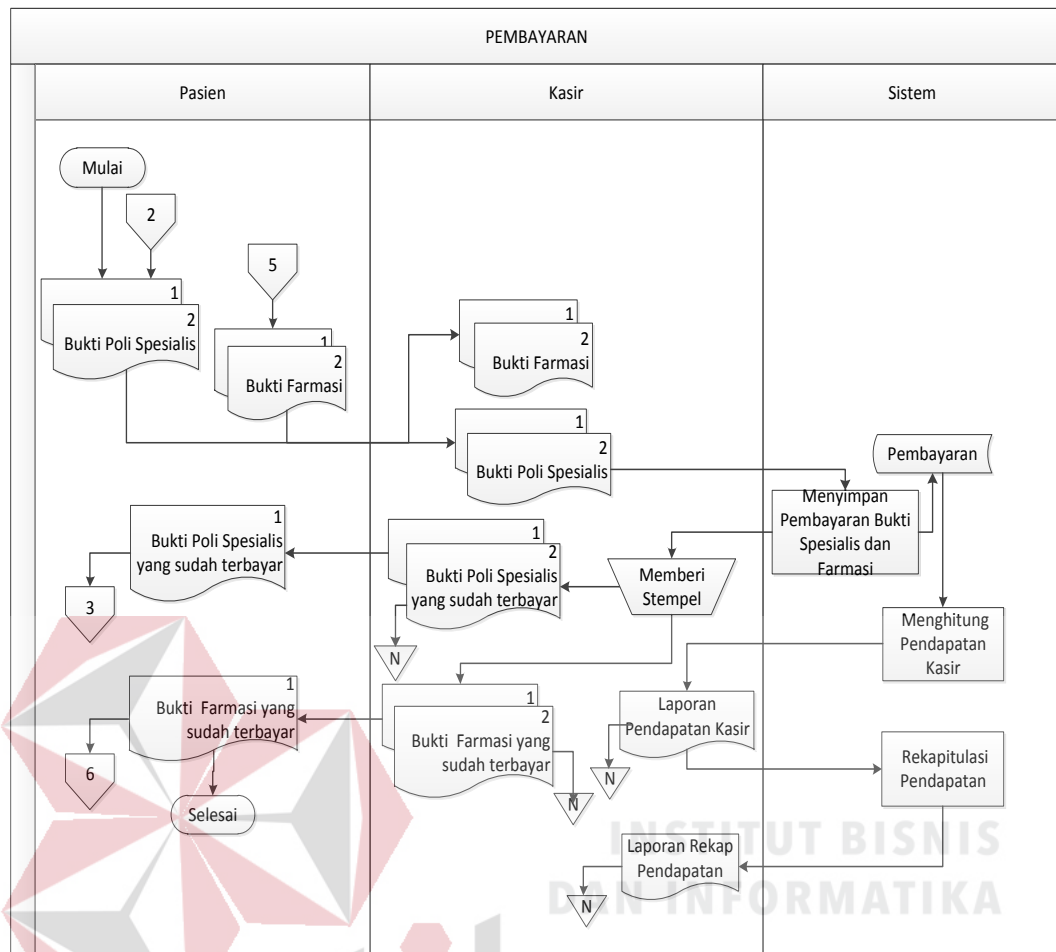 PEMBAYARAN
Pasien
Kasir
Sistem
Mulai
2
5
1
2
Bukti Poli Spesialis
1
2
Bukti Farmasi
1
2
Bukti Farmasi
1
2
Bukti Poli Spesialis
Pembayaran
Menyimpan
Pembayaran Bukti
Spesialis dan
Farmasi
1
Bukti Poli Spesialis
yang sudah terbayar
3
1
2
Bukti Poli Spesialis
yang sudah terbayar
N
Memberi
Stempel
Menghitung
Pendapatan
Kasir
1
Bukti Farmasi yang
sudah terbayar
6
Selesai
1
2
Bukti Farmasi yang
sudah terbayar
N
Laporan
Pendapatan Kasir
N
Rekapitulasi
Pendapatan
Laporan Rekap
Pendapatan
N
INSTITUT BISNIS
DAN INFORMATIKA